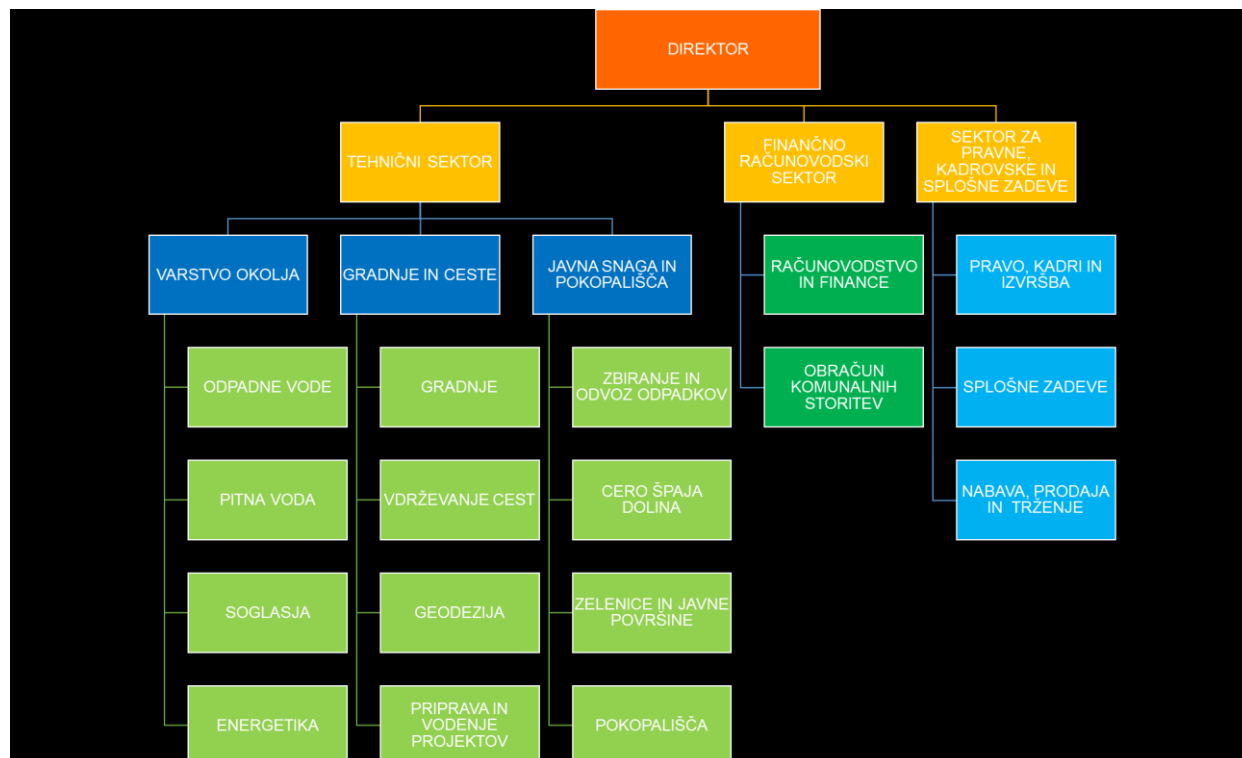 DIREKTOR
TEHNIČNI SEKTOR
FINANČNO
RAČUNOVODSKI
SEKTOR
SEKTOR ZA
PRAVNE,
KADROVSKE IN
SPLOŠNE ZADEVE
VARSTVO OKOLJA
GRADNJE IN CESTE
JAVNA SNAGA IN
POKOPALIŠČA
RAČUNOVODSTVO
IN FINANCE
PRAVO, KADRI IN
IZVRŠBA
ODPADNE VODE
GRADNJE
ZBIRANJE IN
ODVOZ ODPADKOV
OBRAČUN
KOMUNALNIH
STORITEV
SPLOŠNE ZADEVE
PITNA VODA
VDRŽEVANJE CEST
CERO ŠPAJA
DOLINA
NABAVA, PRODAJA
IN TRŽENJE
SOGLASJA
GEODEZIJA
ZELENICE IN JAVNE
POVRŠINE
ENERGETIKA
PRIPRAVA IN
VODENJE
PROJEKTOV
POKOPALIŠČA